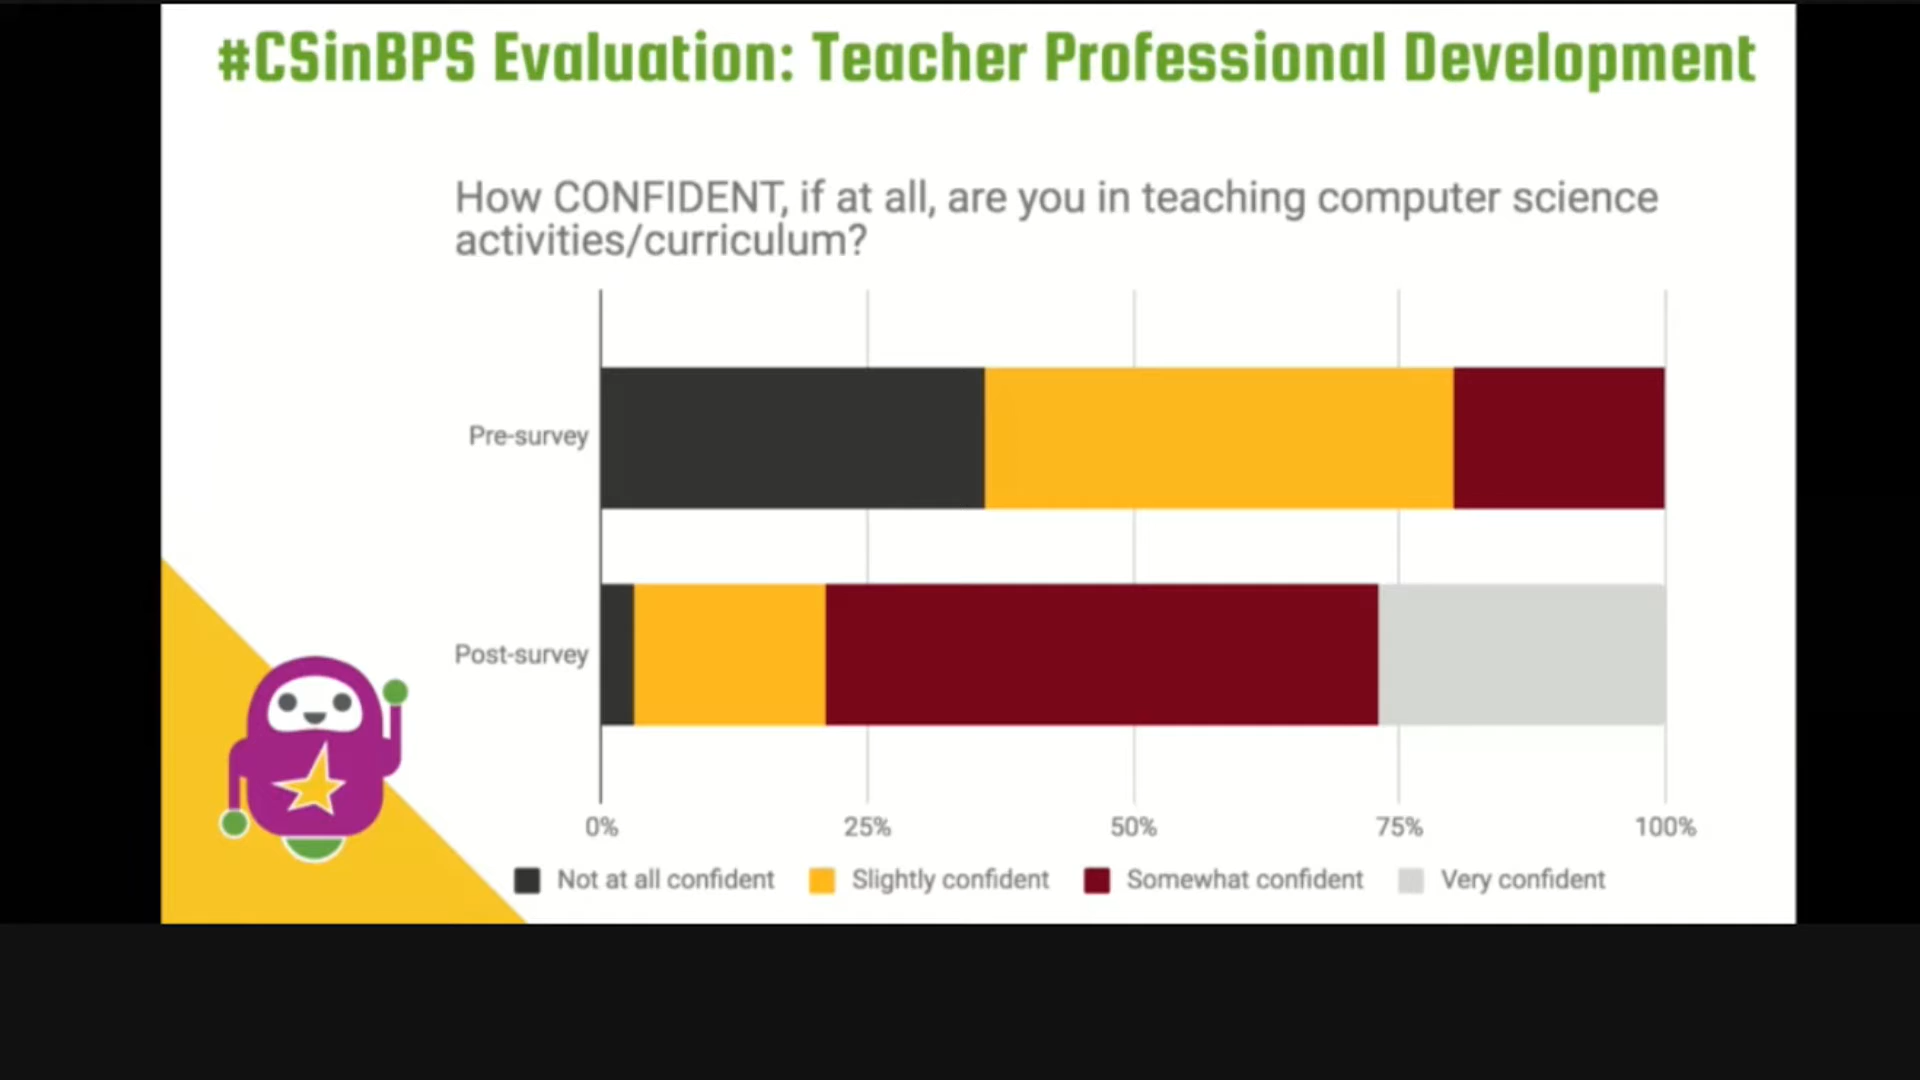 #CSinBPS Evaluation: Teacher Professional Development
How CONFIDENT, if at all, are you in teaching computer science
activities/curriculum?
Pre-survey
Post-survey
0% 25% 50% 75% 100%
Not at all confident Slightly confident Somewhat confident Very confident